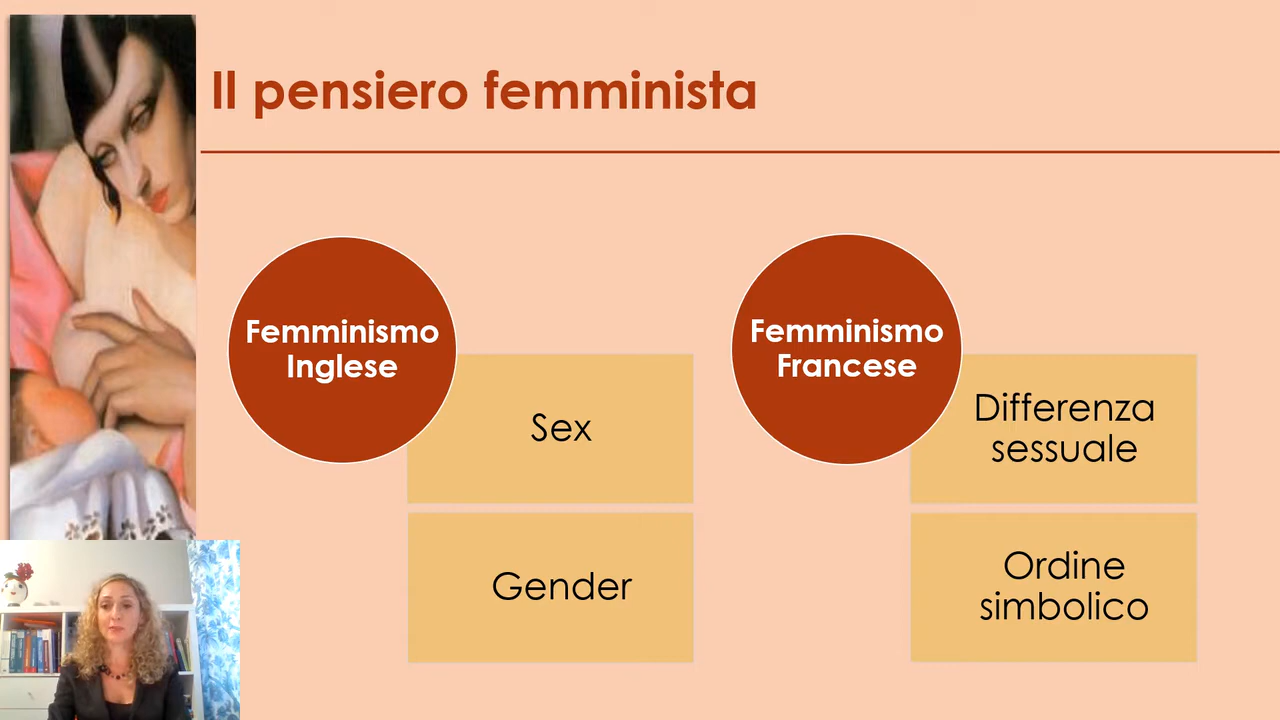 Il pensiero femminista
Femminismo
Inglese
Sex
Gender
Femminismo
Francese
Differenza
sessuale
Ordine
simbolico